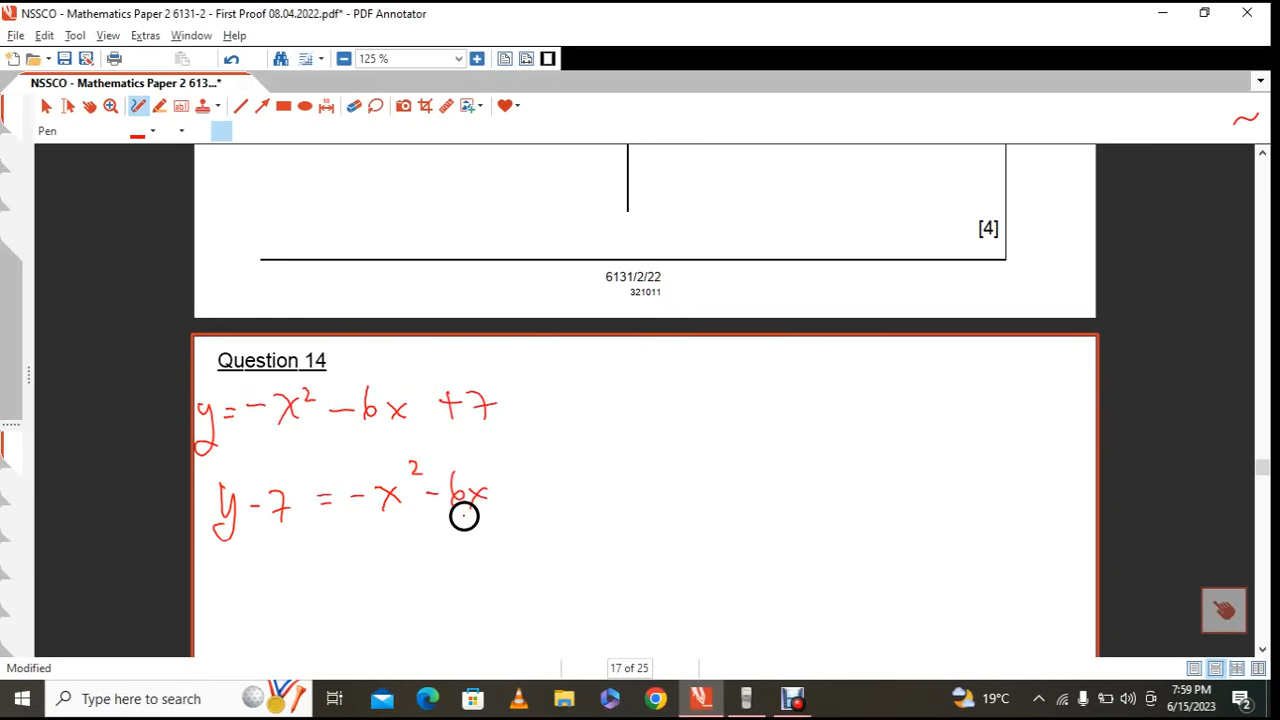 NSSCO - Mathematics Paper 2 6131-2 - First Proof 08.04.2022.pdf* - PDF Annotator
File Edit Tool View Extras Window Help
125 %
NSSCO - Mathematics Paper 2 613...*
10
Pen
[4]
6131/2/22
321011
Question 14
y = -x² - 6x + 7
y - 7 = -x² - 6x
Modified
17 of 25
Type here to search
19°C
7:59 PM
6/15/2023
2